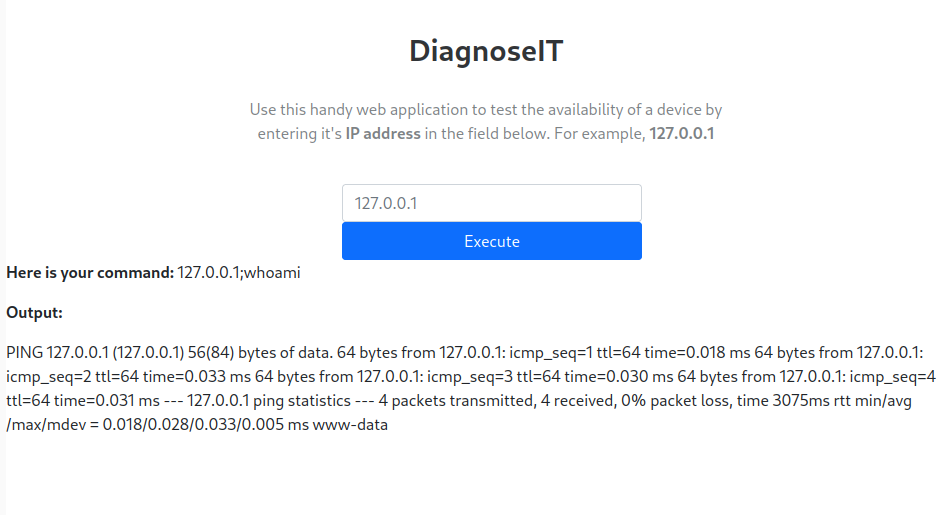 DiagnoseIT
Use this handy web application to test the availability of a device by
entering it's IP address in the field below. For example, 127.0.0.1
127.0.0.1
Execute
Here is your command: 127.0.0.1;whoami
Output:
PING 127.0.0.1 (127.0.0.1) 56(84) bytes of data. 64 bytes from 127.0.0.1: icmp_seq=1 ttl=64 time=0.018 ms 64 bytes from 127.0.0.1:
icmp_seq=2 ttl=64 time=0.033 ms 64 bytes from 127.0.0.1: icmp_seq=3 ttl=64 time=0.030 ms 64 bytes from 127.0.0.1: icmp_seq=4
ttl=64 time=0.031 ms --- 127.0.0.1 ping statistics --- 4 packets transmitted, 4 received, 0% packet loss, time 3075ms rtt min/avg
/max/mdev = 0.018/0.028/0.033/0.005 ms www-data